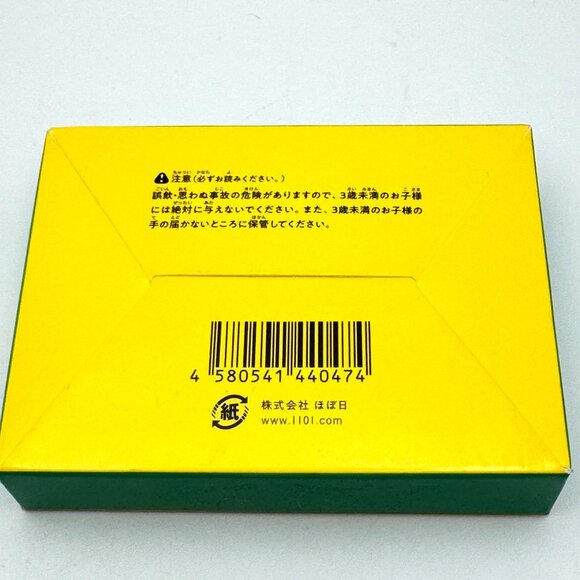 ⚠注意(必ずお読みください。)
誤飲・思わぬ事故の危険がありますので、3歳未満のお子様
には絶対に与えないでください。また、3歳未満のお子様の
手の届かないところに保管してください。
4 580541 440474
紙
株式会社 ほぼ日
www.1101.com